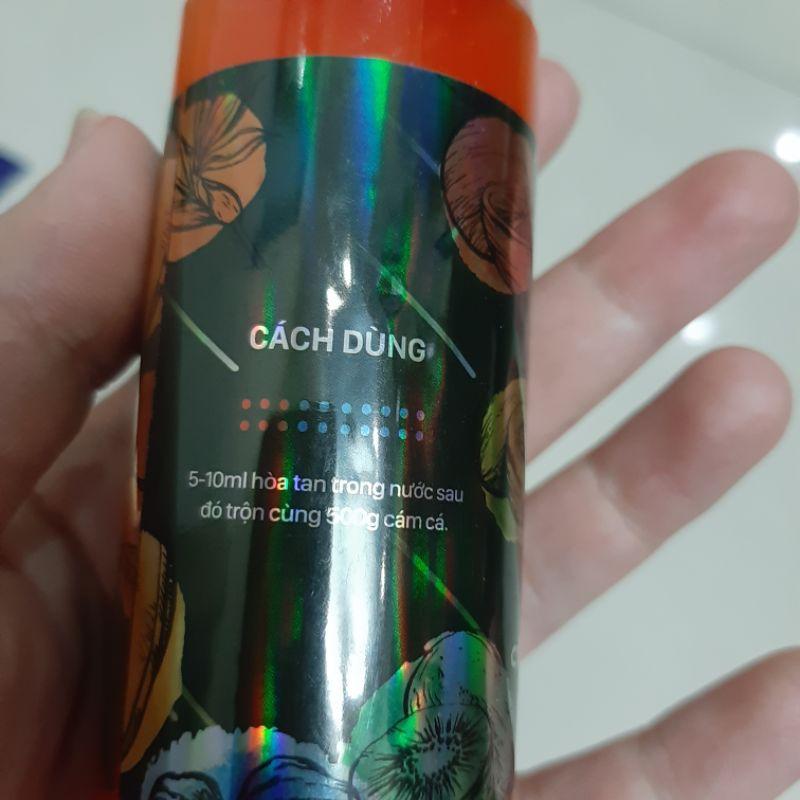 CÁCH DÙNG
5-10ml hòa tan trong nước sau
đó trộn cùng 500g cám cá.